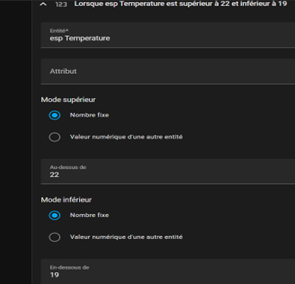 123 Lorsque esp Temperature est supérieur à 22 et inférieur à 19
Entité*
esp Temperature
Attribut
Mode supérieur
Nombre fixe
Valeur numérique d'une autre entité
Au-dessus de
22
Mode inférieur
Nombre fixe
Valeur numérique d'une autre entité
En-dessous de
19